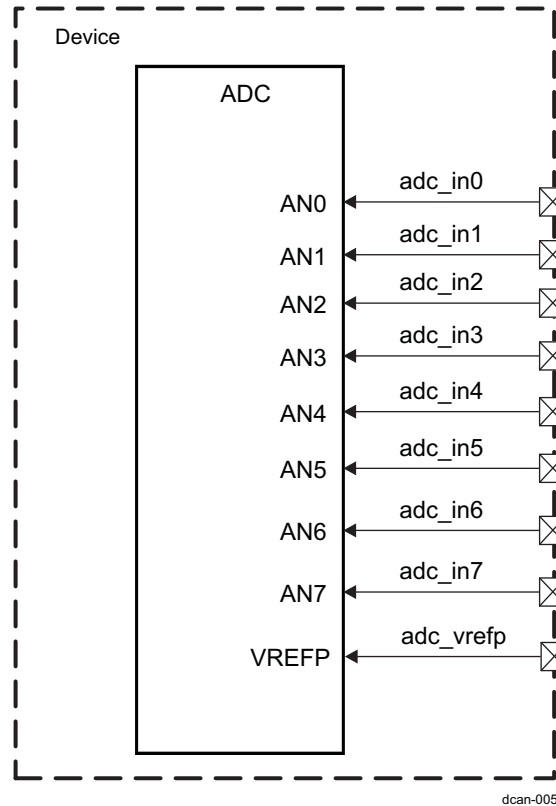 Device
ADC
adc_in0
AN0
adc_in1
AN1
adc_in2
AN2
adc_in3
AN3
adc_in4
AN4
adc_in5
AN5
adc_in6
AN6
adc_in7
AN7
adc_vrefp
VREFP
dcan-005